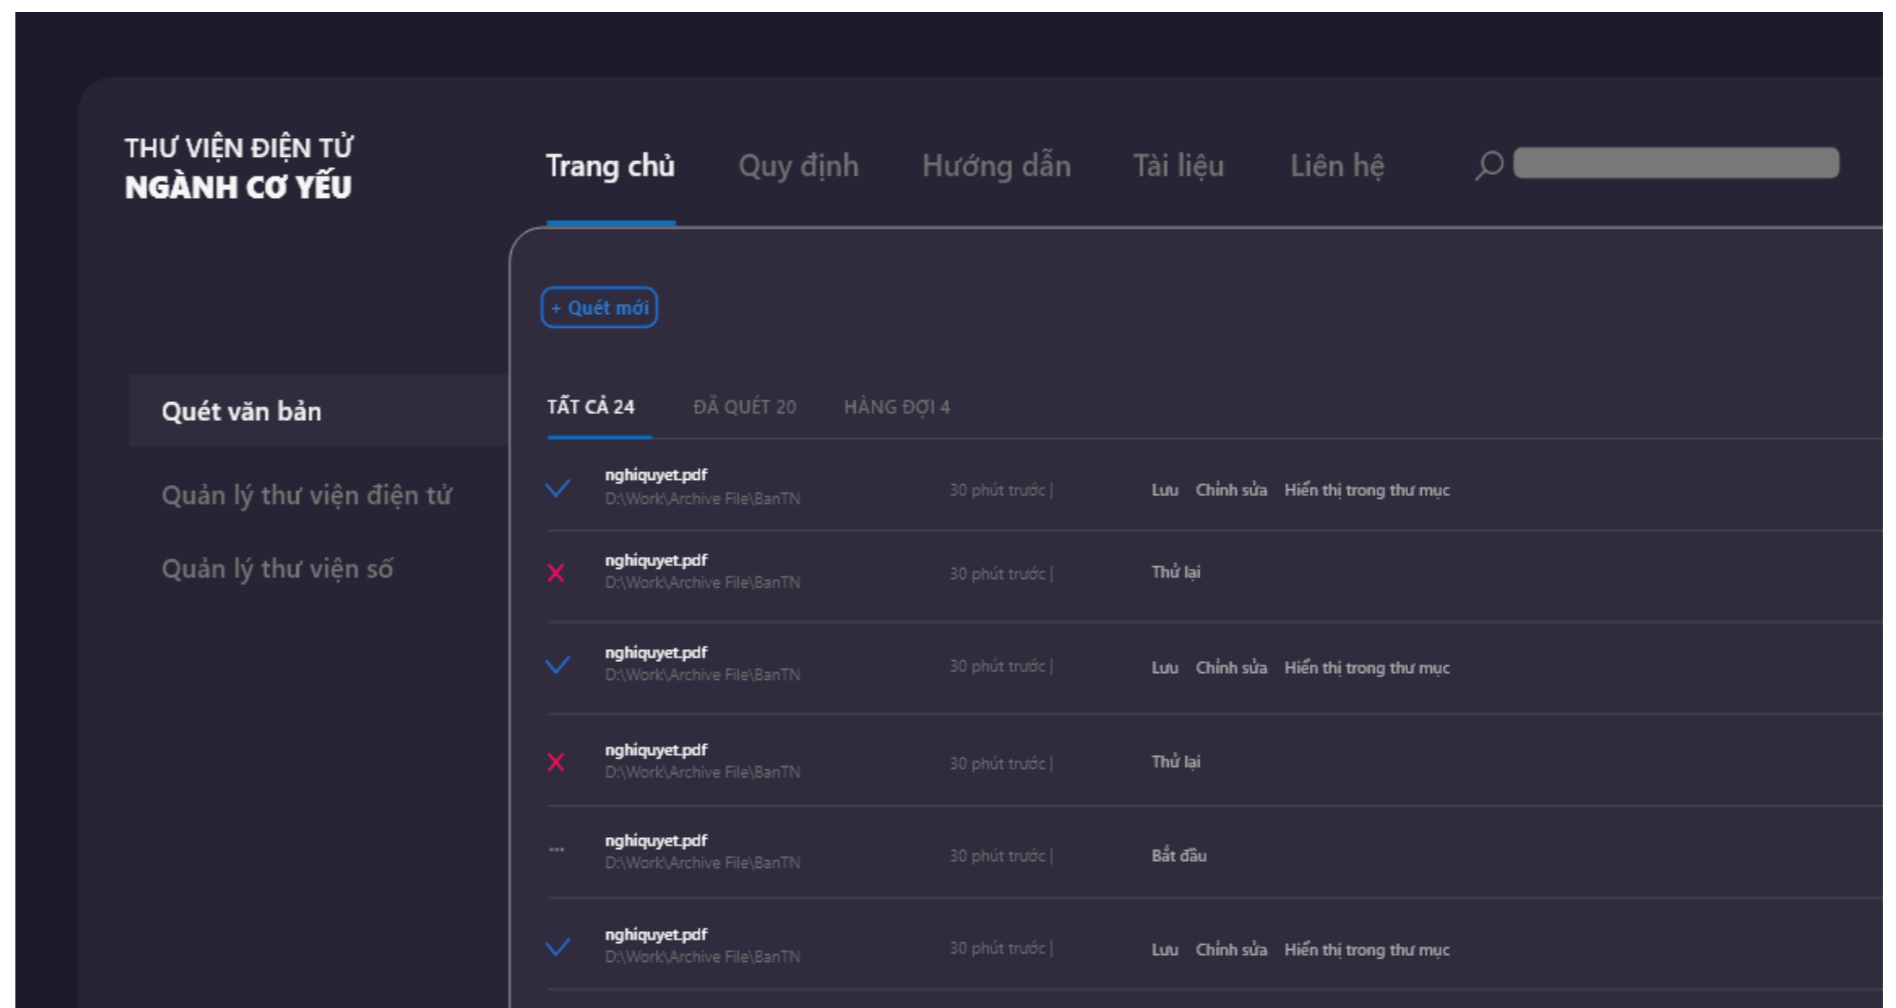 THƯ VIỆN ĐIỆN TỬ
NGÀNH CƠ YẾU
Trang chủ Quy định Hướng dẫn Tài liệu Liên hệ
+ Quét mới
Quét văn bản
Quản lý thư viện điện tử
Quản lý thư viện số
TẤT CẢ 24 ĐÃ QUÉT 20 HÀNG ĐỢI 4
nghiquyet.pdf
D:\Work\Archive File\BanTN
30 phút trước |
Lưu Chỉnh sửa Hiển thị trong thư mục
nghiquyet.pdf
D:\Work\Archive File\BanTN
30 phút trước |
Thử lại
nghiquyet.pdf
D:\Work\Archive File\BanTN
30 phút trước |
Lưu Chỉnh sửa Hiển thị trong thư mục
nghiquyet.pdf
D:\Work\Archive File\BanTN
30 phút trước |
Thử lại
nghiquyet.pdf
D:\Work\Archive File\BanTN
30 phút trước |
Bắt đầu
nghiquyet.pdf
D:\Work\Archive File\BanTN
30 phút trước |
Lưu Chỉnh sửa Hiển thị trong thư mục